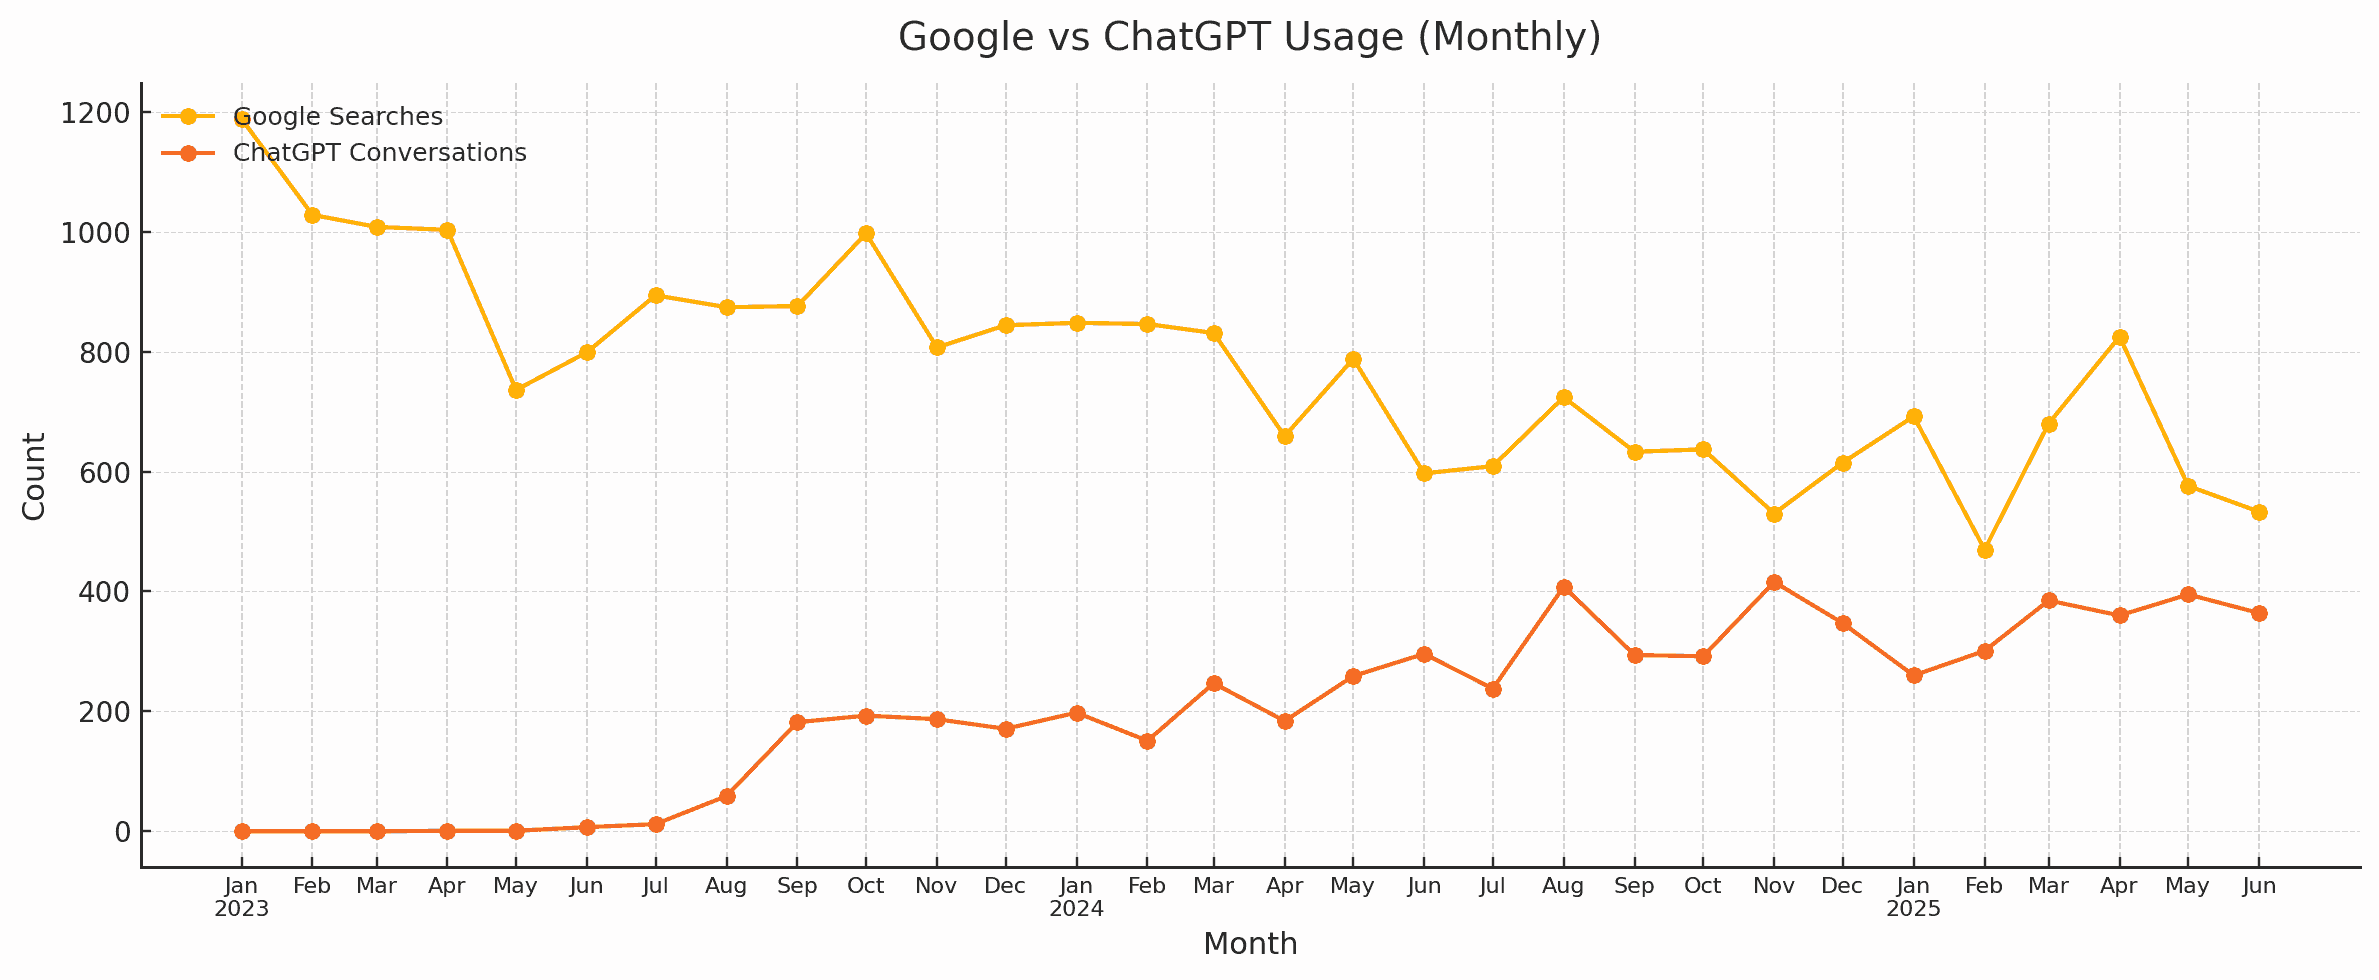 Google vs ChatGPT Usage (Monthly)
Google Searches
ChatGPT Conversations
1200
1000
800
600
400
200
0
Count
Jan Feb Mar Apr May Jun Jul Aug Sep Oct Nov Dec Jan Feb Mar Apr May Jun Jul Aug Sep Oct Nov Dec Jan Feb Mar Apr May Jun
2023 2024 2025
Month